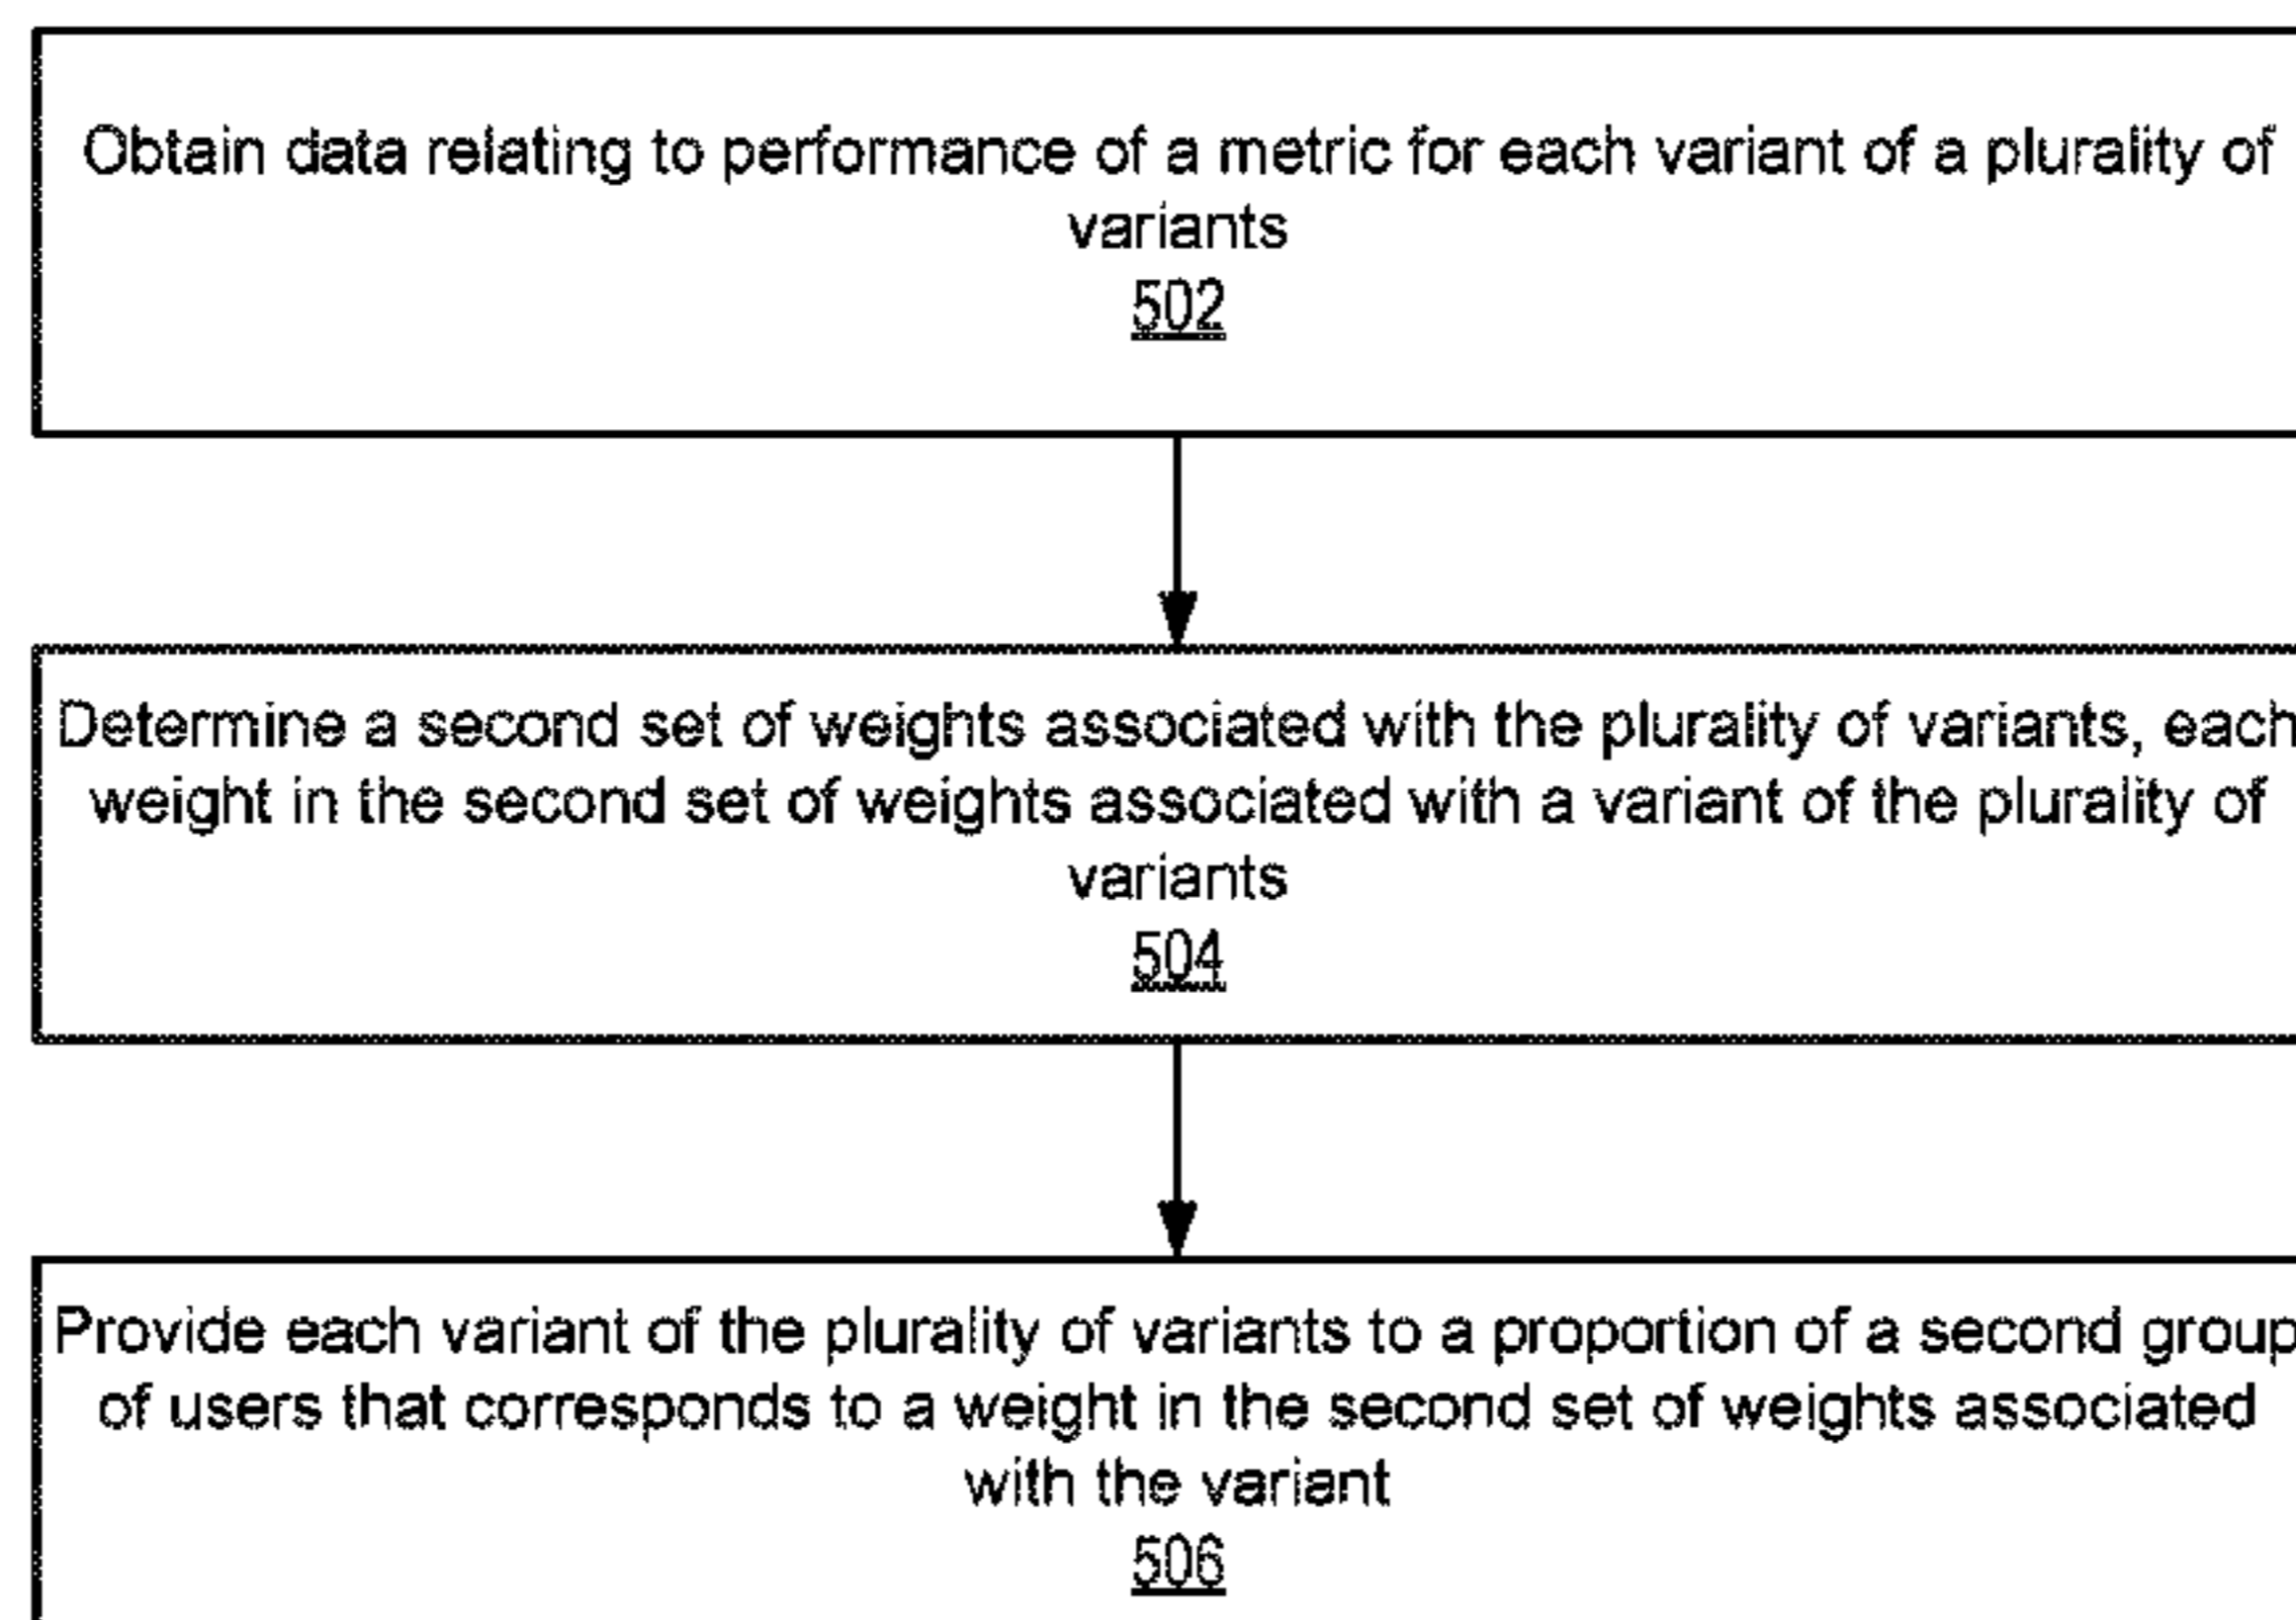 Obtain data relating to performance of a metric for each variant of a plurality of
variants
502
Determine a second set of weights associated with the plurality of variants, each
weight in the second set of weights associated with a variant of the plurality of
variants
504
Provide each variant of the plurality of variants to a proportion of a second group
of users that corresponds to a weight in the second set of weights associated
with the variant
506